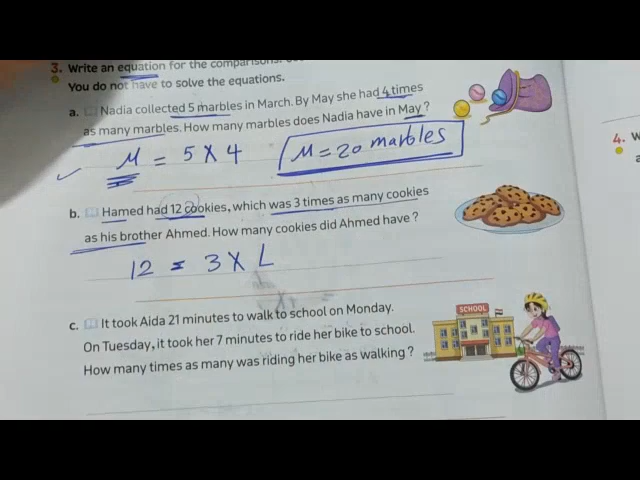 3. Write an equation for the comparisons.
You do not have to solve the equations.
a. Nadia collected 5 marbles in March. By May she had 4 times
as many marbles. How many marbles does Nadia have in May ?
M = 5 X 4 M = 20 marbles
b. Hamed had 12 cookies, which was 3 times as many cookies
as his brother Ahmed. How many cookies did Ahmed have ?
12 = 3 X L
c. It took Aida 21 minutes to walk to school on Monday.
On Tuesday, it took her 7 minutes to ride her bike to school.
How many times as many was riding her bike as walking ?
SCHOOL
4. W